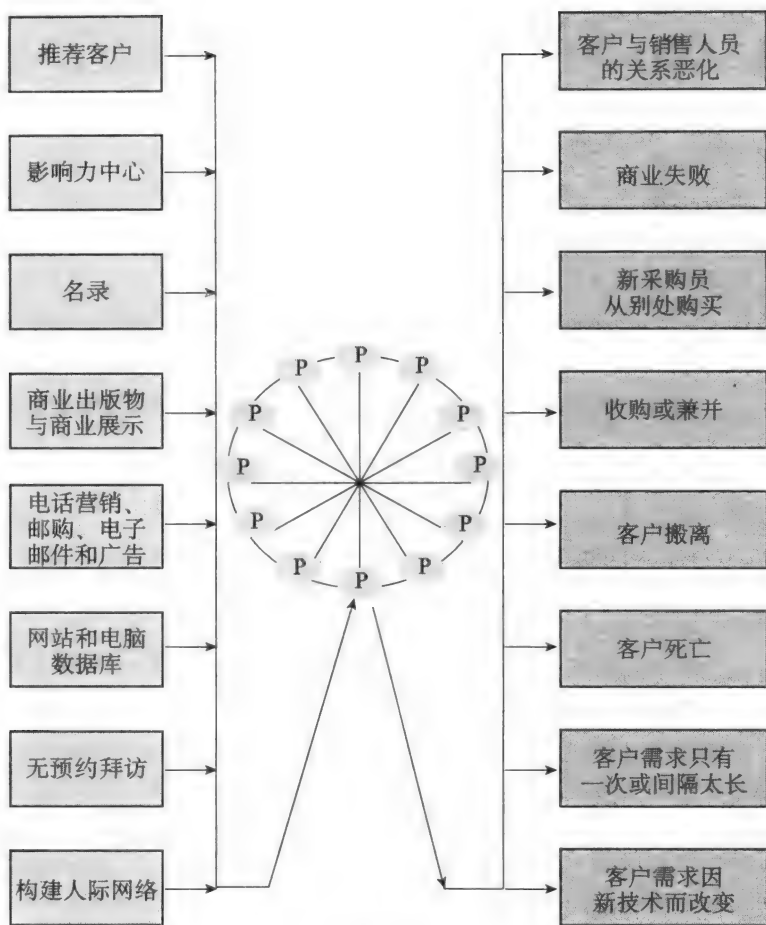 推荐客户
影响力中心
名录
商业出版物
与商业展示
电话营销、
邮购、电子
邮件和广告
网站和电脑
数据库
无预约拜访
构建人际网络
P
P
P
P
P
P
P
P
P
P
P
P
客户与销售人员
的关系恶化
商业失败
新采购员
从别处购买
收购或兼并
客户搬离
客户死亡
客户需求只有
一次或间隔太长
客户需求因
新技术而改变